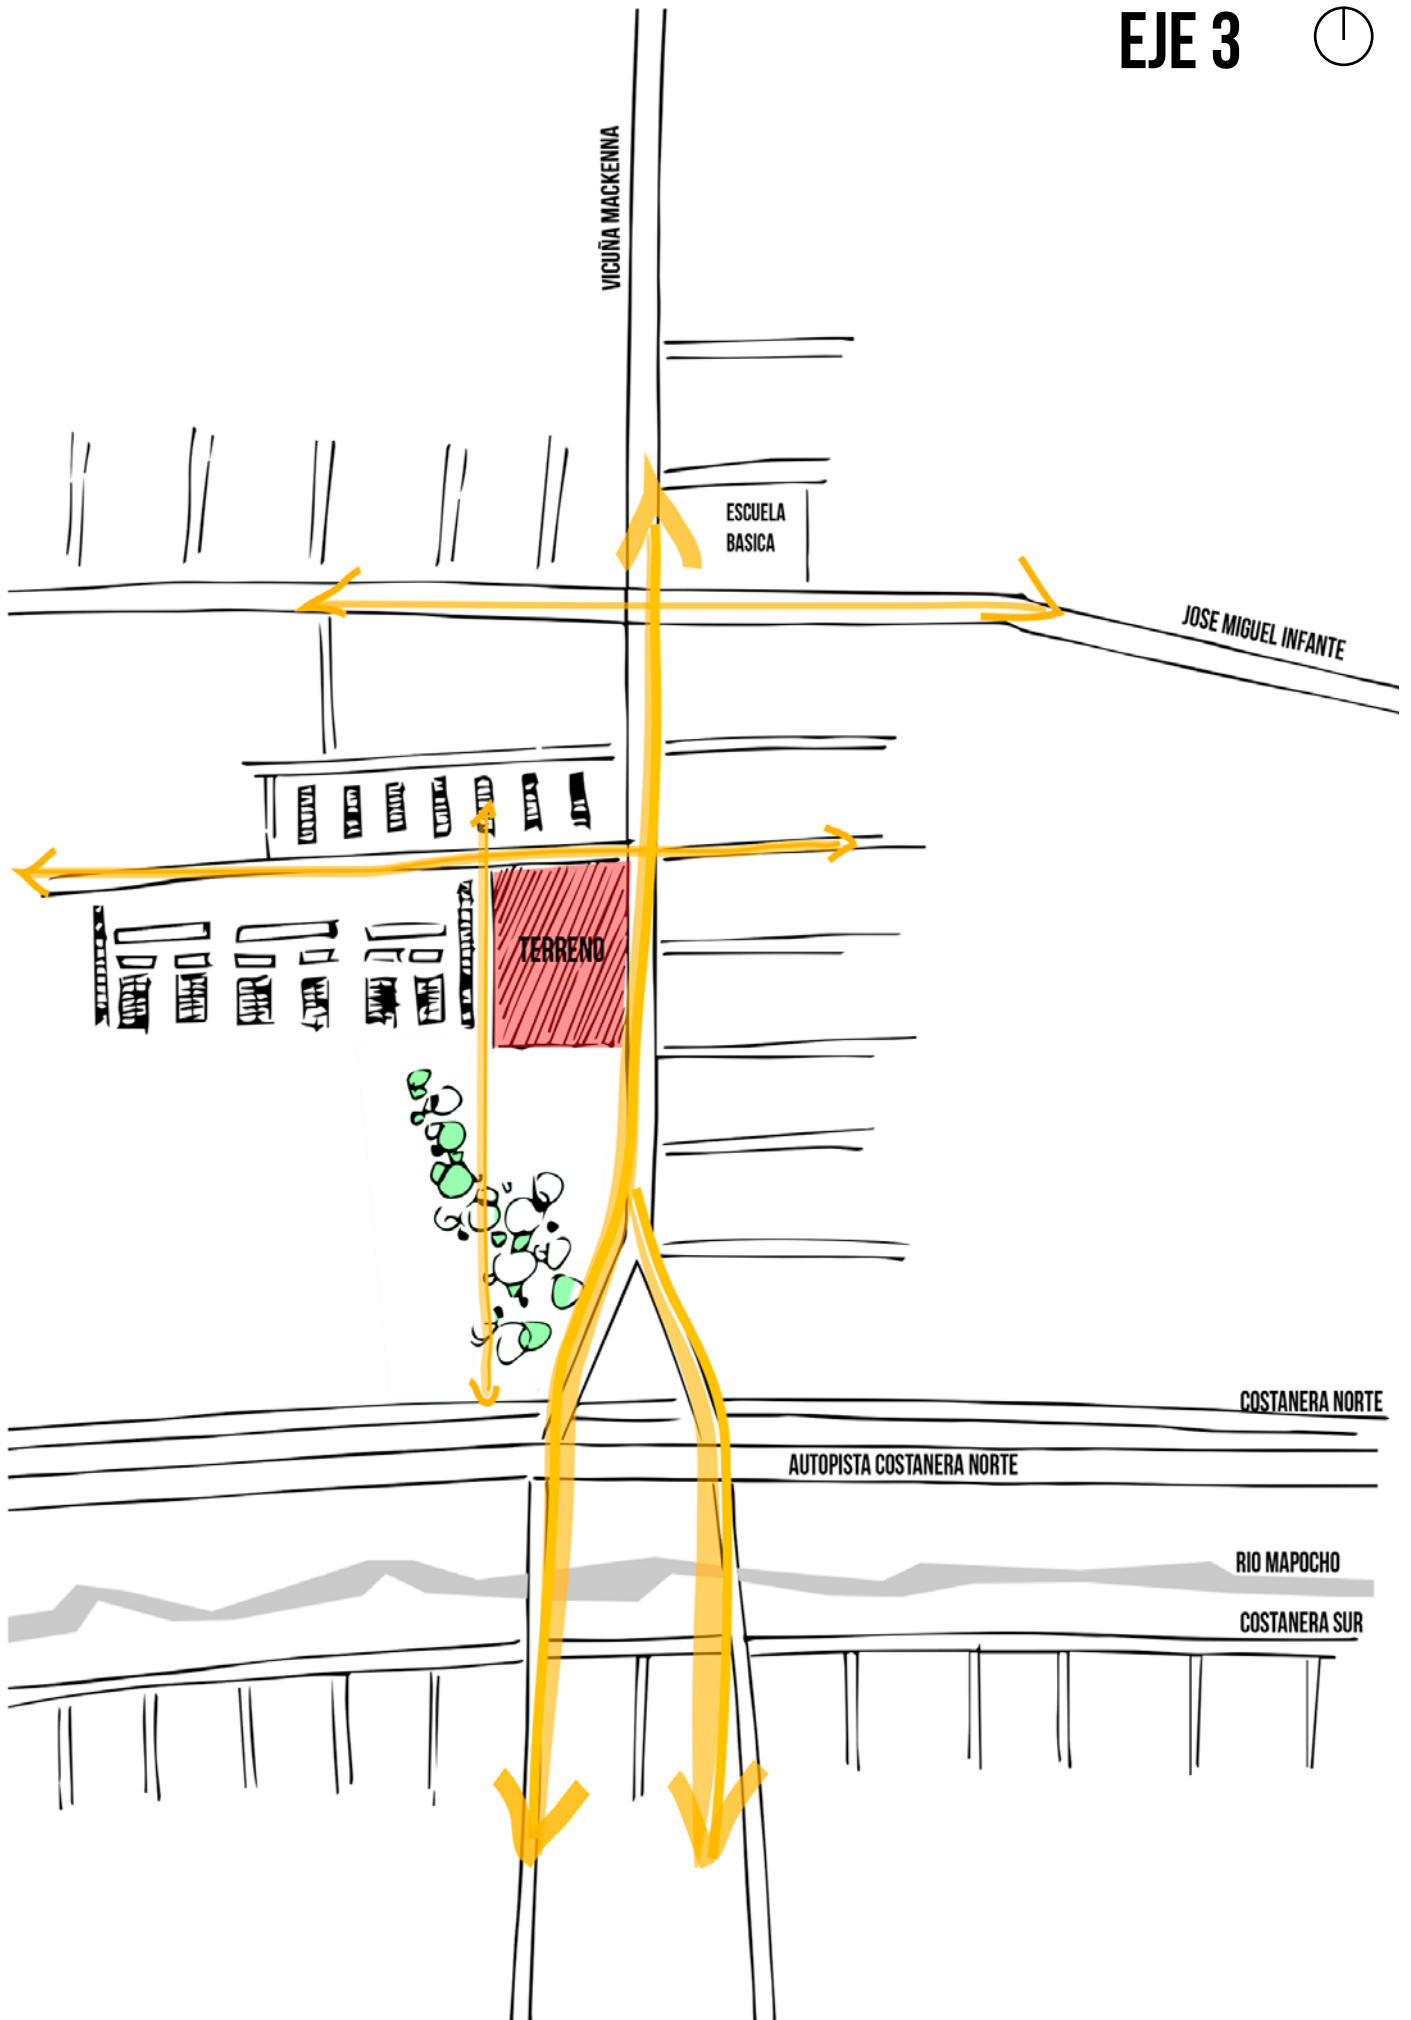 EJE 3
VICUÑA MACKENNA
ESCUELA
BASICA
JOSE MIGUEL INFANTE
TERRENO
COSTANERA NORTE
AUTOPISTA COSTANERA NORTE
RIO MAPOCHO
COSTANERA SUR